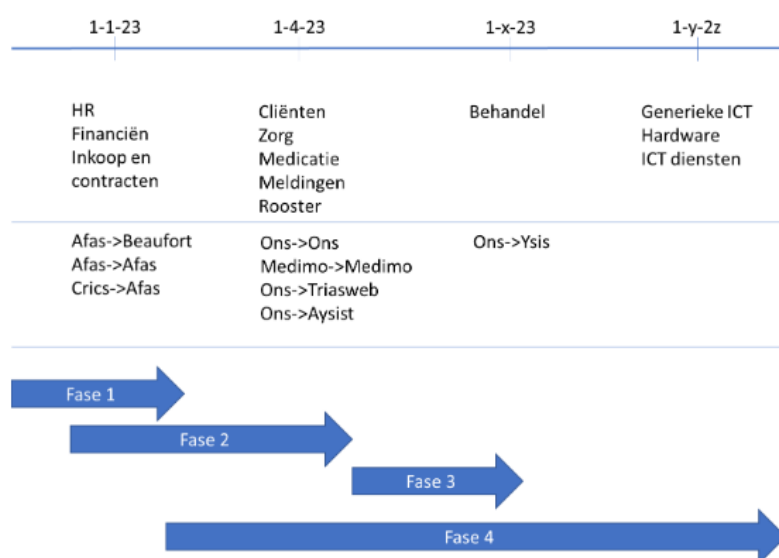 1-1-23
1-4-23
1-x-23
1-y-2z
HR
Financiën
Inkoop en
contracten
Cliënten
Zorg
Medicatie
Meldingen
Rooster
Behandel
Generieke ICT
Hardware
ICT diensten
Afas->Beaufort
Afas->Afas
Crics->Afas
Ons->Ons
Medimo->Medimo
Ons->Triasweb
Ons->Aysist
Ons->Ysis
Fase 1
Fase 2
Fase 3
Fase 4